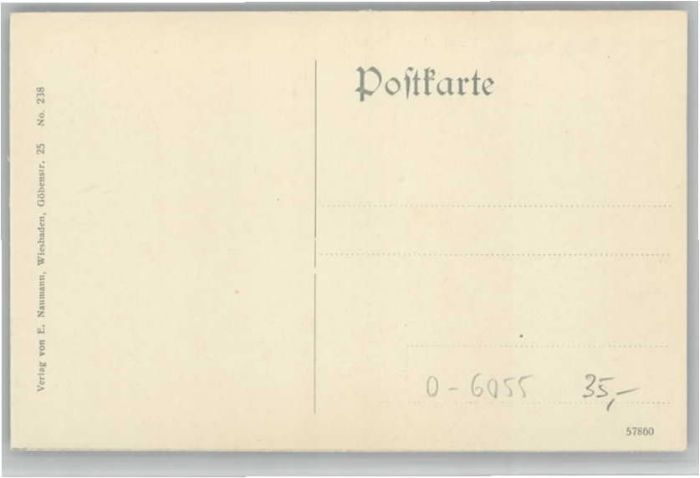 Postkarte
Verlag von E. Naumann, Wiesbaden, Göbenstr. 25 No. 238
0-6055 35,-
57860